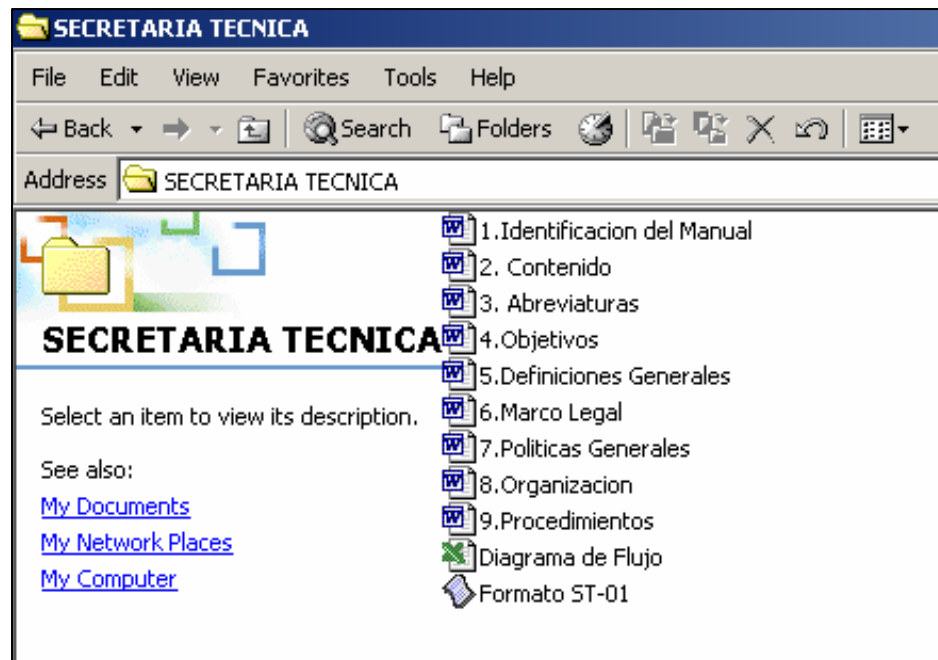 SECRETARIA TECNICA
File Edit View Favorites Tools Help
Back Search Folders
Address SECRETARIA TECNICA
SECRETARIA TECNICA
Select an item to view its description.
See also:
My Documents
My Network Places
My Computer
1.Identificacion del Manual
2. Contenido
3. Abreviaturas
4.Objetivos
5.Definiciones Generales
6.Marco Legal
7.Politicas Generales
8.Organizacion
9.Procedimientos
Diagrama de Flujo
Formato ST-01